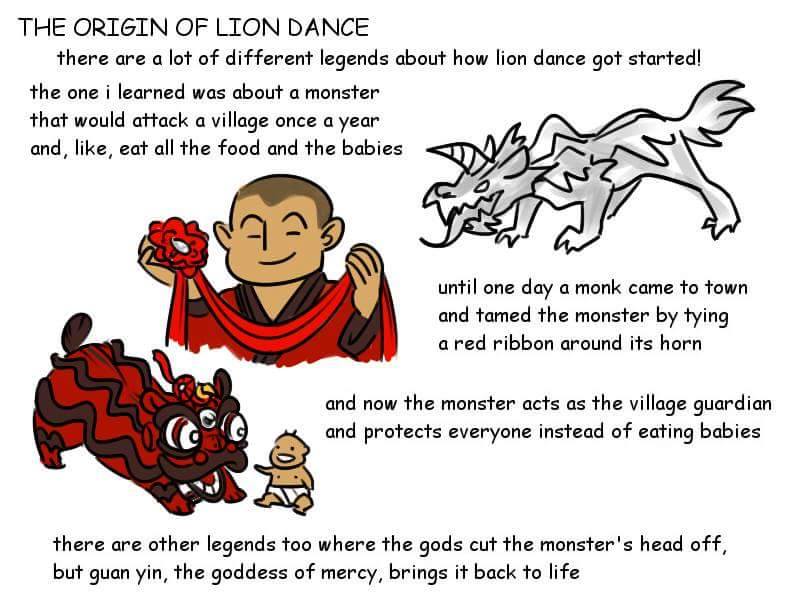 THE ORIGIN OF LION DANCE
there are a lot of different legends about how lion dance got started!
the one i learned was about a monster
that would attack a village once a year
and, like, eat all the food and the babies
until one day a monk came to town
and tamed the monster by tying
a red ribbon around its horn
and now the monster acts as the village guardian
and protects everyone instead of eating babies
there are other legends too where the gods cut the monster's head off,
but guan yin, the goddess of mercy, brings it back to life